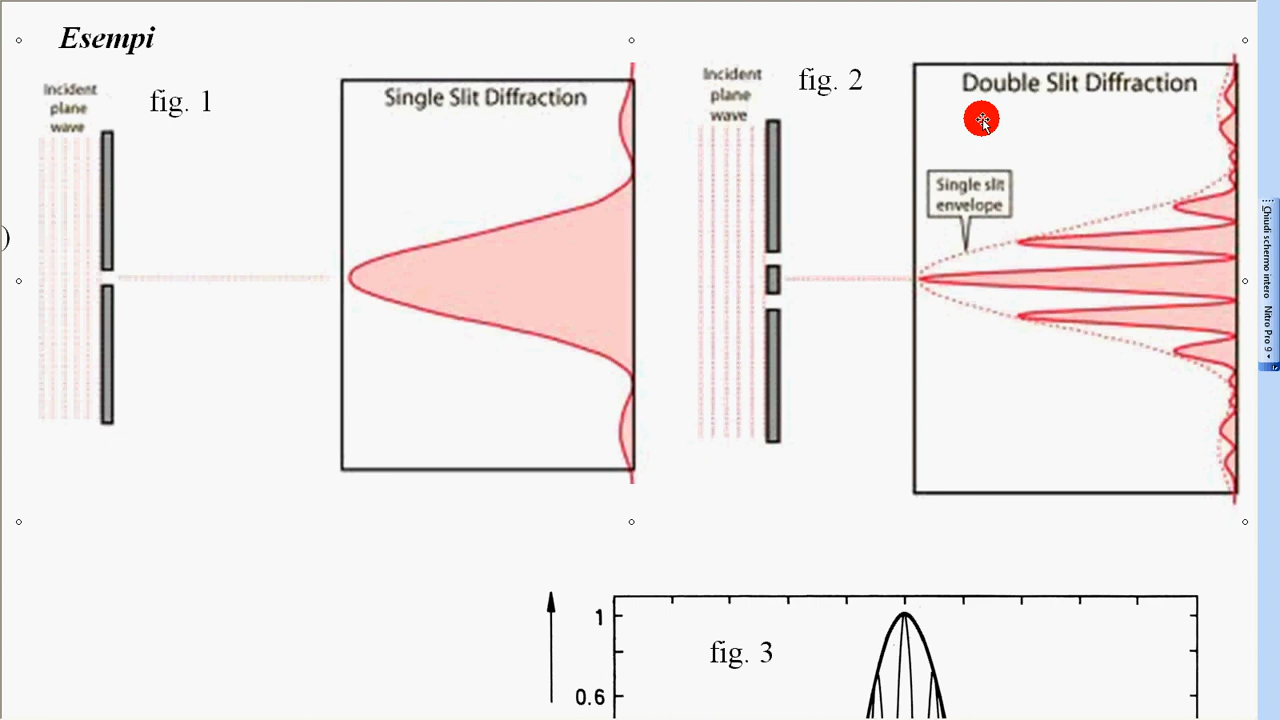 Esempi
Incident
plane
wave
fig. 1
Single Slit Diffraction
Incident
plane
wave
fig. 2
Double Slit Diffraction
Single slit
envelope
)
fig. 3
1
0.6
Chiudi schermo intero Nitro Pro 9